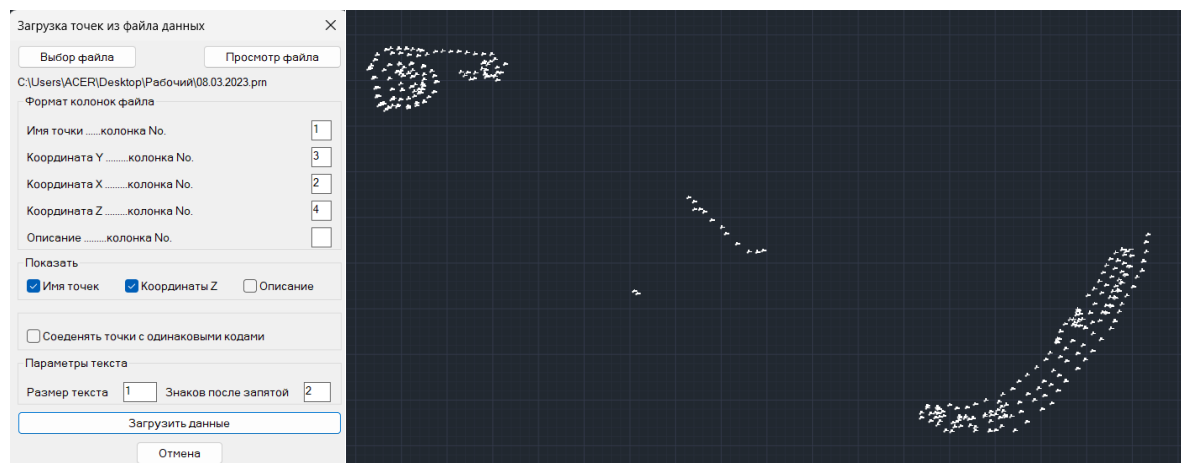 Загрузка точек из файла данных
Выбор файла
Просмотр файла
C:\Users\ACER\Desktop\Рабочий\08.03.2023.prn
Формат колонок файла
Имя точки ......колонка No. 1
Координата Y .........колонка No. 3
Координата X .........колонка No. 2
Координата Z .........колонка No. 4
Описание .........колонка No.
Показать
Имя точек
Координаты Z
Описание
Соеденять точки с одинаковыми кодами
Параметры текста
Размер текста 1 Знаков после запятой 2
Загрузить данные
Отмена